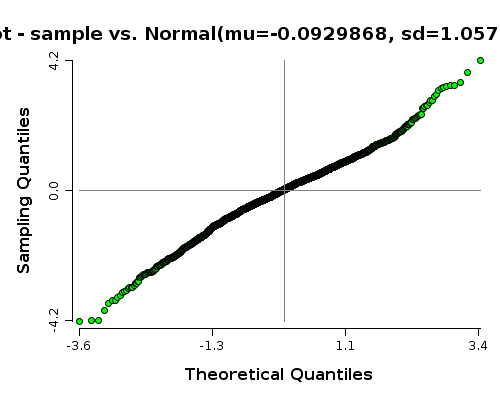 ot - sample vs. Normal(mu=-0.0929868, sd=1.057
4.2
Sampling Quantiles
0.0
-4.2
-3.6 -1.3 1.1 3.4
Theoretical Quantiles